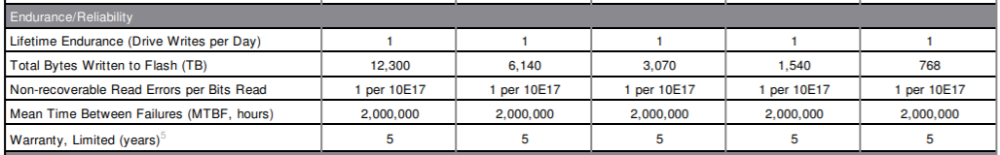 Endurance/Reliability
Lifetime Endurance (Drive Writes per Day) 1 1 1 1 1
Total Bytes Written to Flash (TB) 12,300 6,140 3,070 1,540 768
Non-recoverable Read Errors per Bits Read 1 per 10E17 1 per 10E17 1 per 10E17 1 per 10E17 1 per 10E17
Mean Time Between Failures (MTBF, hours) 2,000,000 2,000,000 2,000,000 2,000,000 2,000,000
Warranty, Limited (years)5 5 5 5 5 5